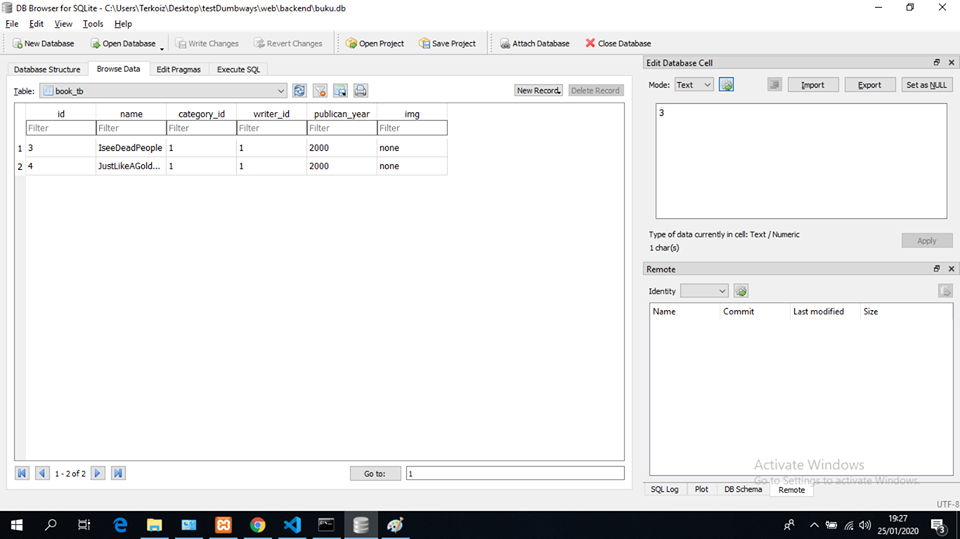 DB Browser for SQLite - C:\Users\Terkoiz\Desktop\testDumbways\web\backend\buku.db
File Edit View Tools Help
New Database Open Database Write Changes Revert Changes Open Project Save Project Attach Database Close Database
Database Structure Browse Data Edit Pragmas Execute SQL
Table: book_tb New Record Delete Record
id name category_id writer_id publican_year img
Filter Filter Filter Filter Filter Filter
1 3 IseeDeadPeople 1 1 2000 none
2 4 JustLikeAGold... 1 1 2000 none
1 - 2 of 2 Go to: 1
Edit Database Cell
Mode: Text Import Export Set as NULL
3
Type of data currently in cell: Text / Numeric
1 char(s)
Apply
Remote
Identity
Name Commit Last modified Size
Activate Windows
Go to Settings to activate Windows.
SQL Log Plot DB Schema Remote
UTF-8
19:27
25/01/2020
3